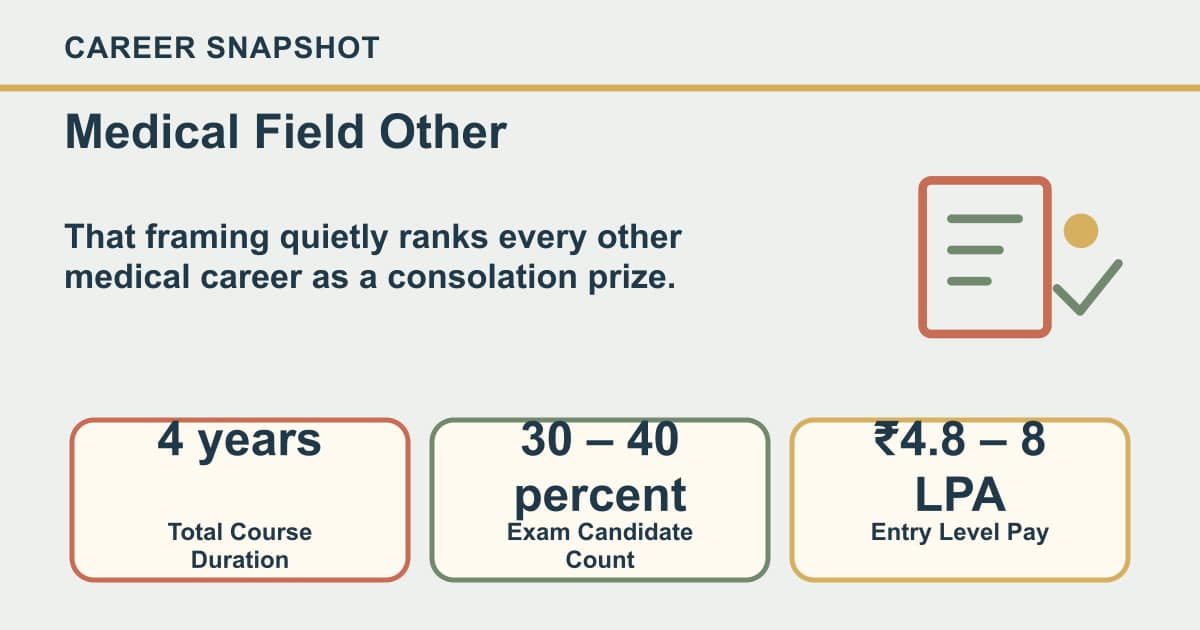 CAREER SNAPSHOT
Medical Field Other
That framing quietly ranks every other
medical career as a consolation prize.
4 years
Total Course
Duration
30 – 40
percent
Exam Candidate
Count
₹4.8 – 8
LPA
Entry Level Pay